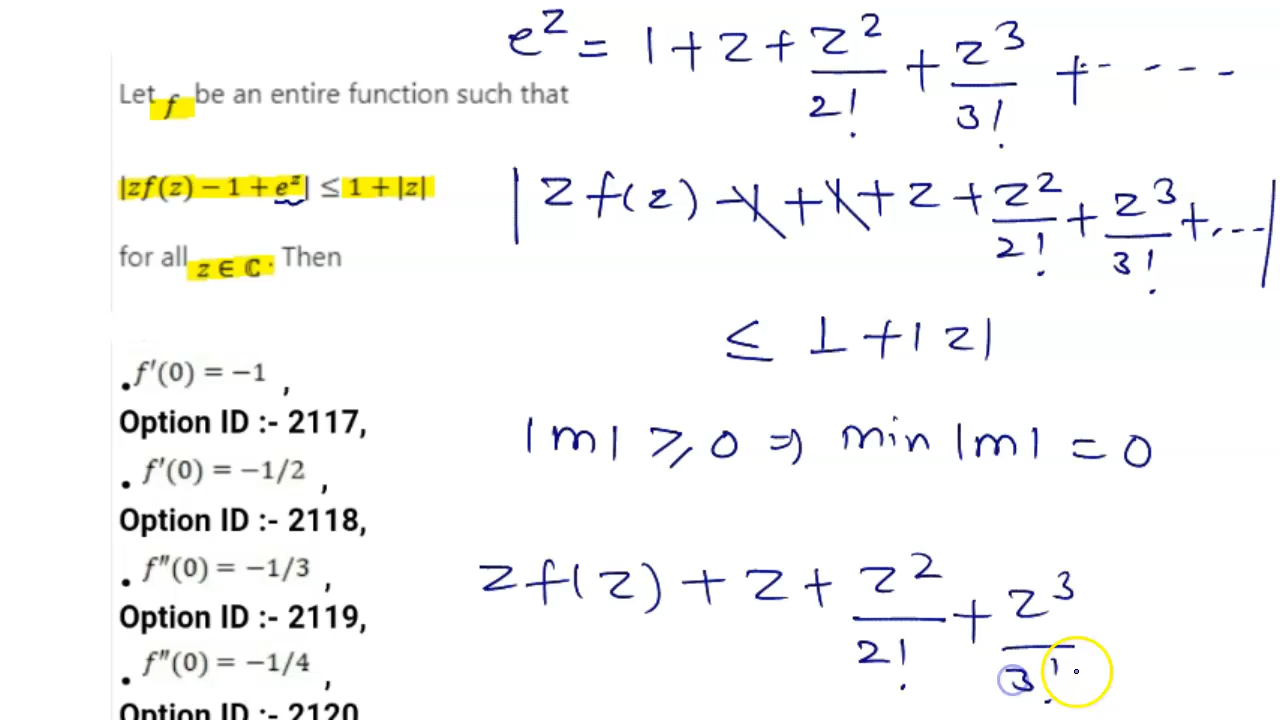 e^z = 1 + z + z^2/2! + z^3/3! + ----
Let f be an entire function such that
|zf(z) − 1 + e^z| ≤ 1 + |z|
| z f(z) - 1 + 1 + z + z^2/2! + z^3/3! + ... |
for all z ∈ ℂ. Then
≤ 1 + |z|
• f′(0) = −1 ,
Option ID :- 2117,
|m| ≥ 0 ⇒ min |m| = 0
• f′(0) = −1/2 ,
Option ID :- 2118,
• f″(0) = −1/3 ,
z f(z) + z + z^2/2! + z^3/3!
Option ID :- 2119,
• f″(0) = −1/4 ,
Option ID :- 2120